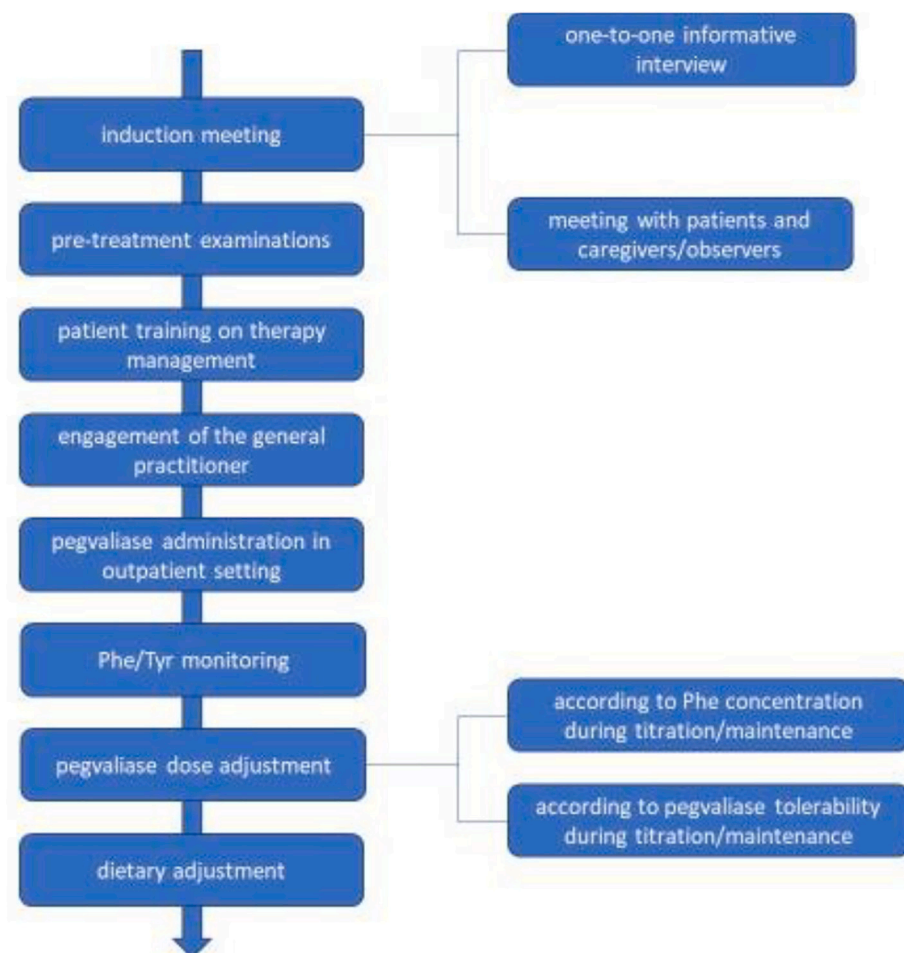 one-to-one informative
interview
induction meeting
meeting with patients and
caregivers/observers
pre-treatment examinations
patient training on therapy
management
engagement of the general
practitioner
pegvaliase administration in
outpatient setting
Phe/Tyr monitoring
pegvaliase dose adjustment
according to Phe concentration
during titration/maintenance
according to pegvaliase tolerability
during titration/maintenance
dietary adjustment